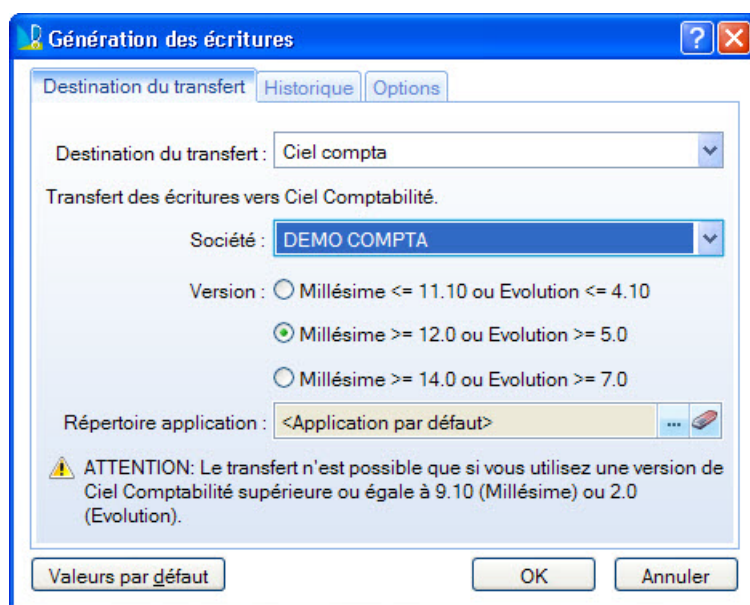 Génération des écritures
Destination du transfert Historique Options
Destination du transfert : Ciel compta
Transfert des écritures vers Ciel Comptabilité.
Société : DEMO COMPTA
Version : Millésime <= 11.10 ou Evolution <= 4.10
Millésime >= 12.0 ou Evolution >= 5.0
Millésime >= 14.0 ou Evolution >= 7.0
Répertoire application : <Application par défaut> ...
ATTENTION: Le transfert n'est possible que si vous utilisez une version de
Ciel Comptabilité supérieure ou égale à 9.10 (Millésime) ou 2.0
(Evolution).
Valeurs par défaut OK Annuler